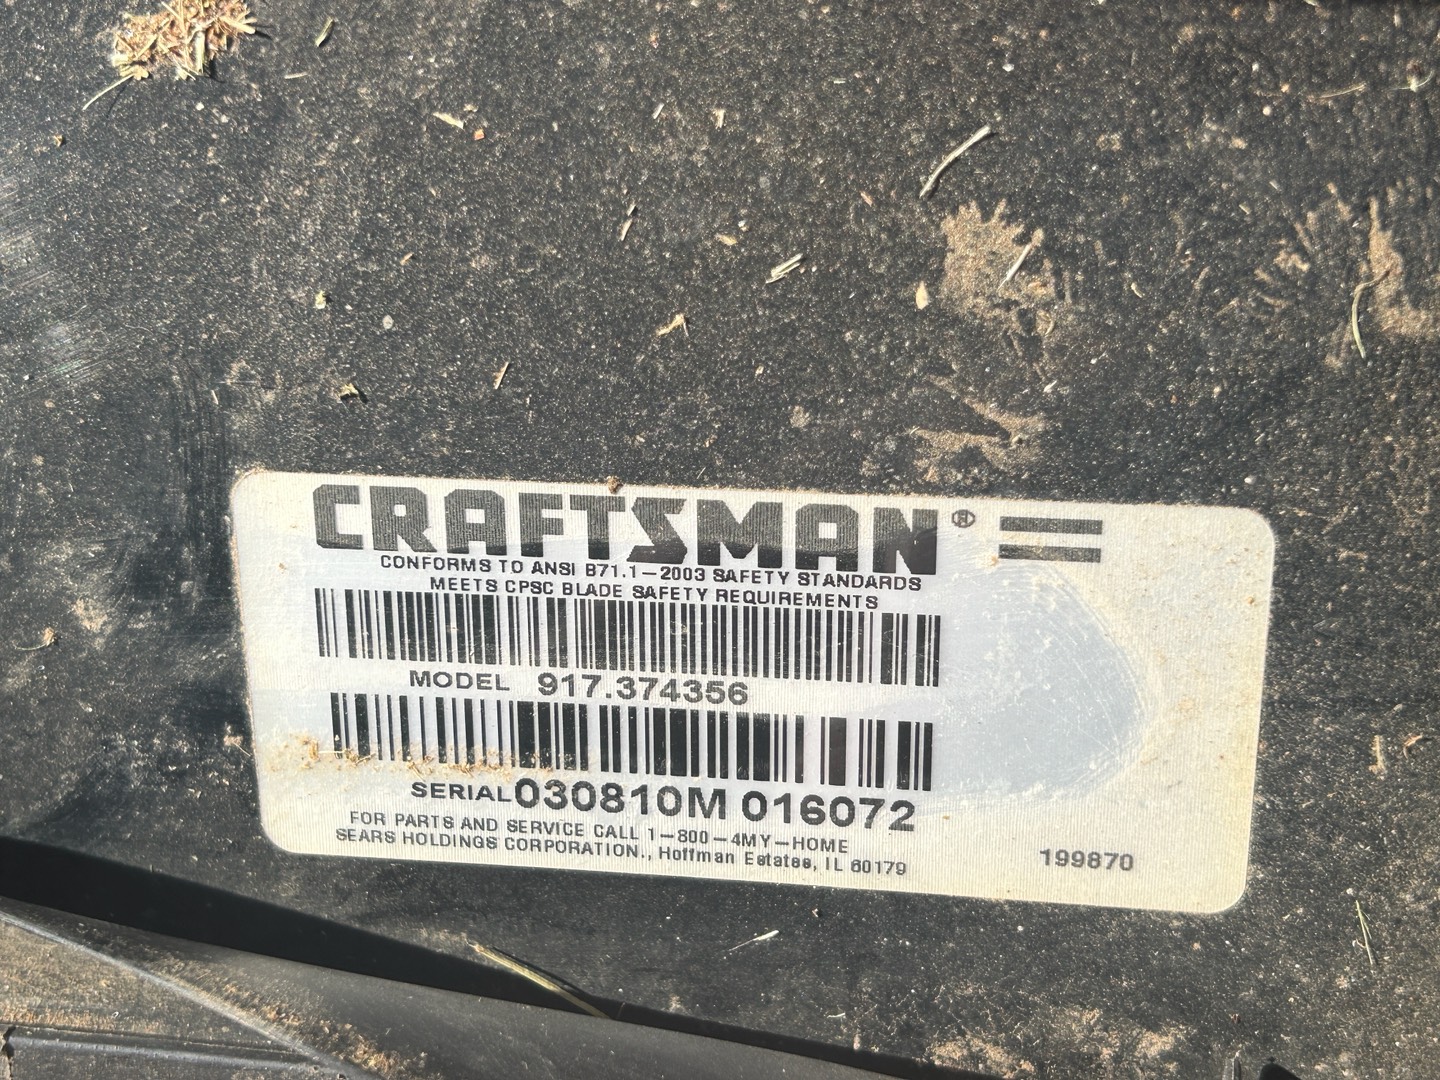 CRAFTSMAN®
CONFORMS TO ANSI B71.1-2003 SAFETY STANDARDS
MEETS CPSC BLADE SAFETY REQUIREMENTS
MODEL 917.374356
SERIAL 030810M 016072
FOR PARTS AND SERVICE CALL 1-800-4MY-HOME
SEARS HOLDINGS CORPORATION., Hoffman Estates, IL 60179
199870